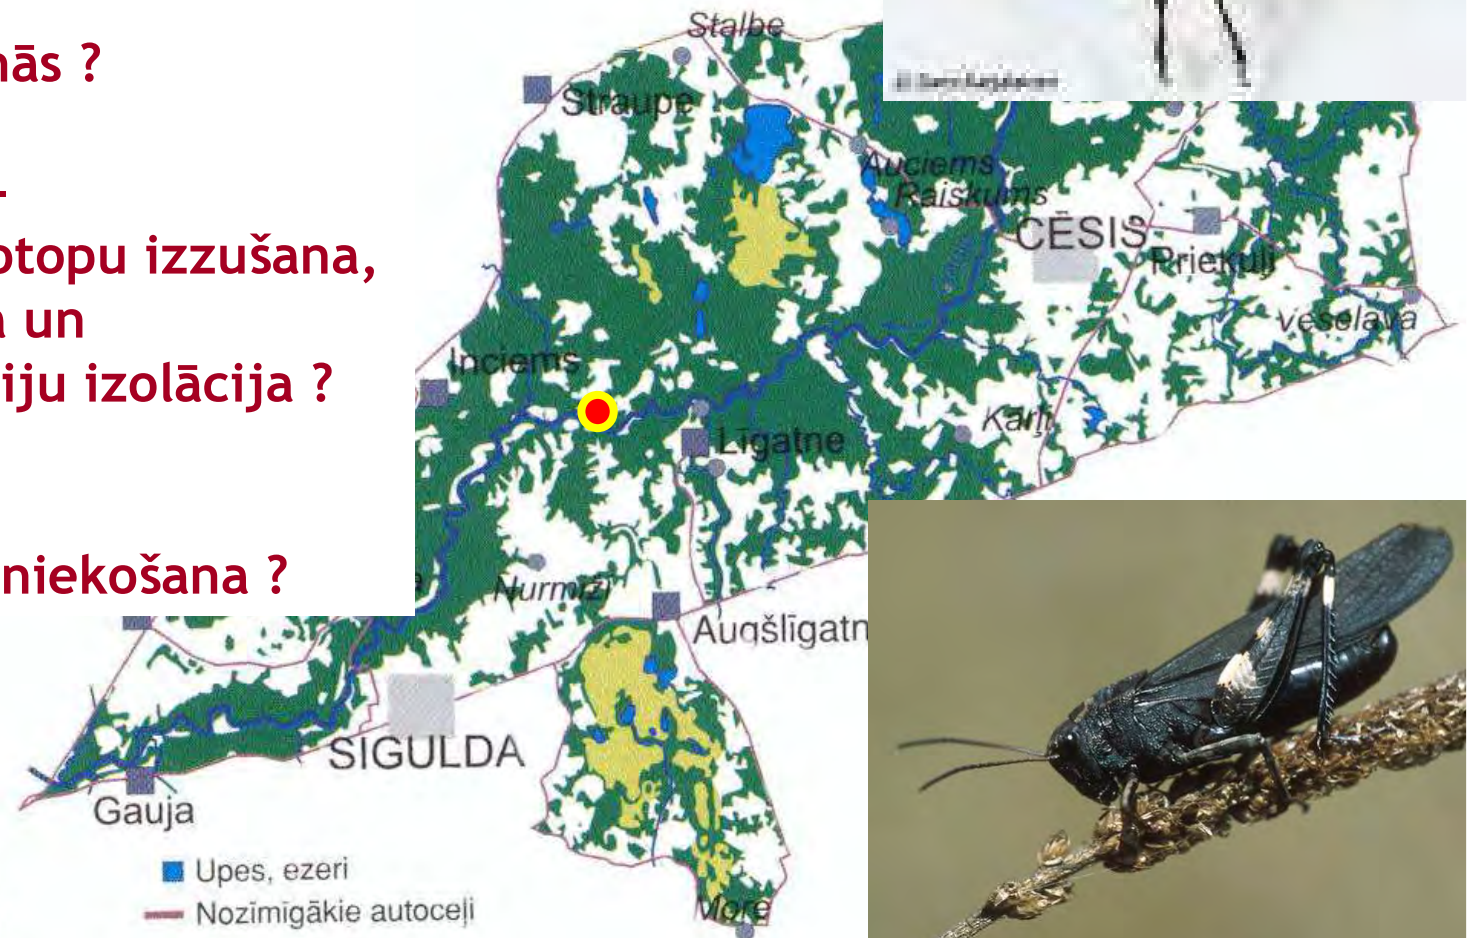 nās ?
-
otopu izzušana,
a un
iju izolācija ?
niekošana ?
Stalbe
Straupe
Auciems
Raiskums
CĒSIS
Priekuļi
Veselava
Inciems
Kārļi
Līgatne
Nurmiži
Augšlīgatn
SIGULDA
Gauja
Upes, ezeri
Nozīmīgākie autoceļi
More